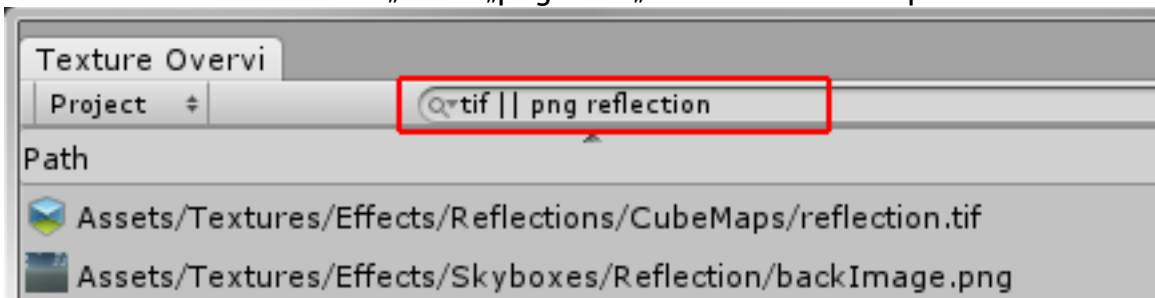 Texture Overvi
Project tif || png reflection
Path
Assets/Textures/Effects/Reflections/CubeMaps/reflection.tif
Assets/Textures/Effects/Skyboxes/Reflection/backImage.png